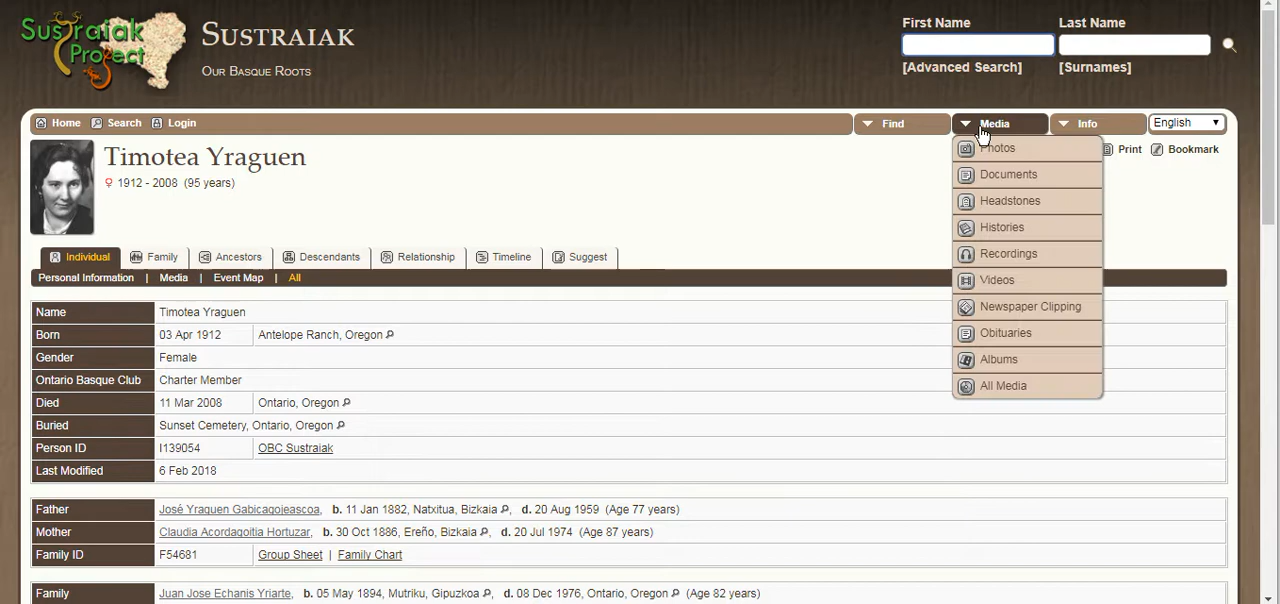 Sustraiak
Project
SUSTRAIAK
OUR BASQUE ROOTS
First Name Last Name
[Advanced Search] [Surnames]
Home Search Login Find Media Info English
Timotea Yraguen
♀ 1912 - 2008 (95 years)
Print Bookmark
Photos
Documents
Headstones
Histories
Recordings
Videos
Newspaper Clipping
Obituaries
Albums
All Media
Individual Family Ancestors Descendants Relationship Timeline Suggest
Personal Information | Media | Event Map | All
Name Timotea Yraguen
Born 03 Apr 1912 Antelope Ranch, Oregon
Gender Female
Ontario Basque Club Charter Member
Died 11 Mar 2008 Ontario, Oregon
Buried Sunset Cemetery, Ontario, Oregon
Person ID I139054 OBC Sustraiak
Last Modified 6 Feb 2018
Father José Yraguen Gabicagojeascoa, b. 11 Jan 1882, Natxitua, Bizkaia, d. 20 Aug 1959 (Age 77 years)
Mother Claudia Acordagoitia Hortuzar, b. 30 Oct 1886, Ereño, Bizkaia, d. 20 Jul 1974 (Age 87 years)
Family ID F54681 Group Sheet | Family Chart
Family Juan Jose Echanis Yriarte, b. 05 May 1894, Mutriku, Gipuzkoa, d. 08 Dec 1976, Ontario, Oregon (Age 82 years)